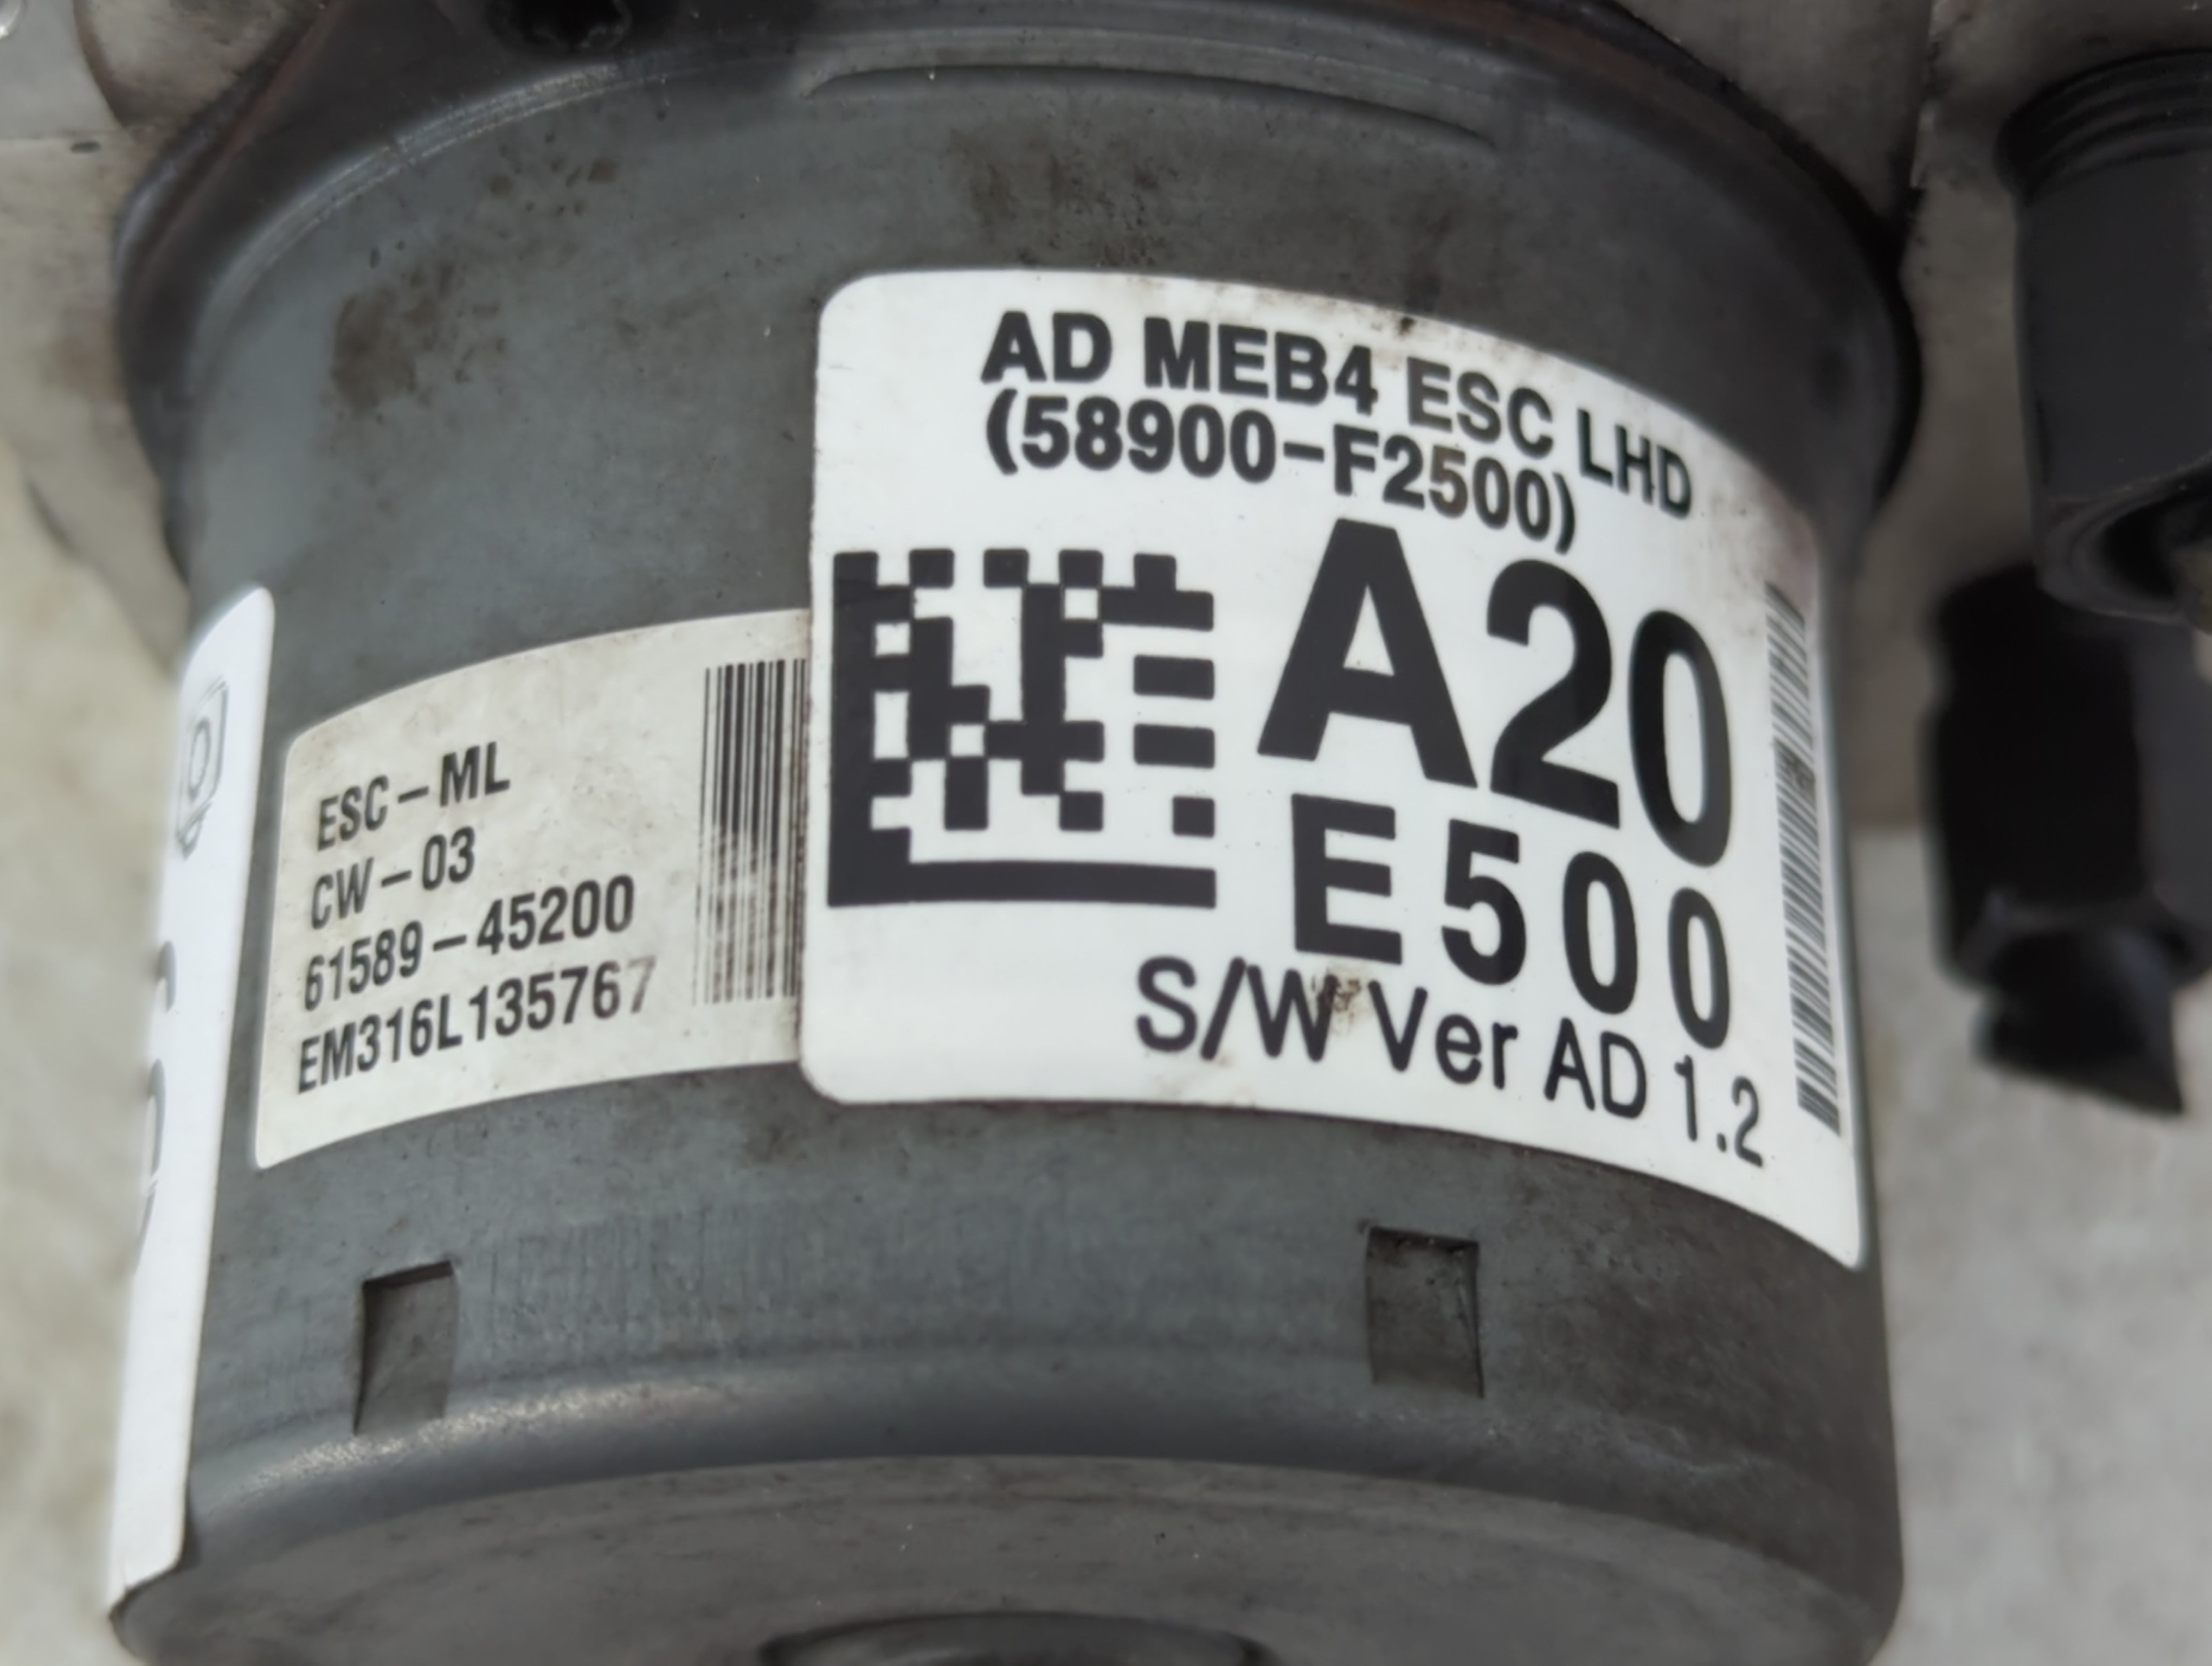 AD MEB4 ESC LHD
(58900-F2500)
A20
E500
S/W Ver AD 1.2
ESC-ML
CW-03
61589-45200
EM316L135767